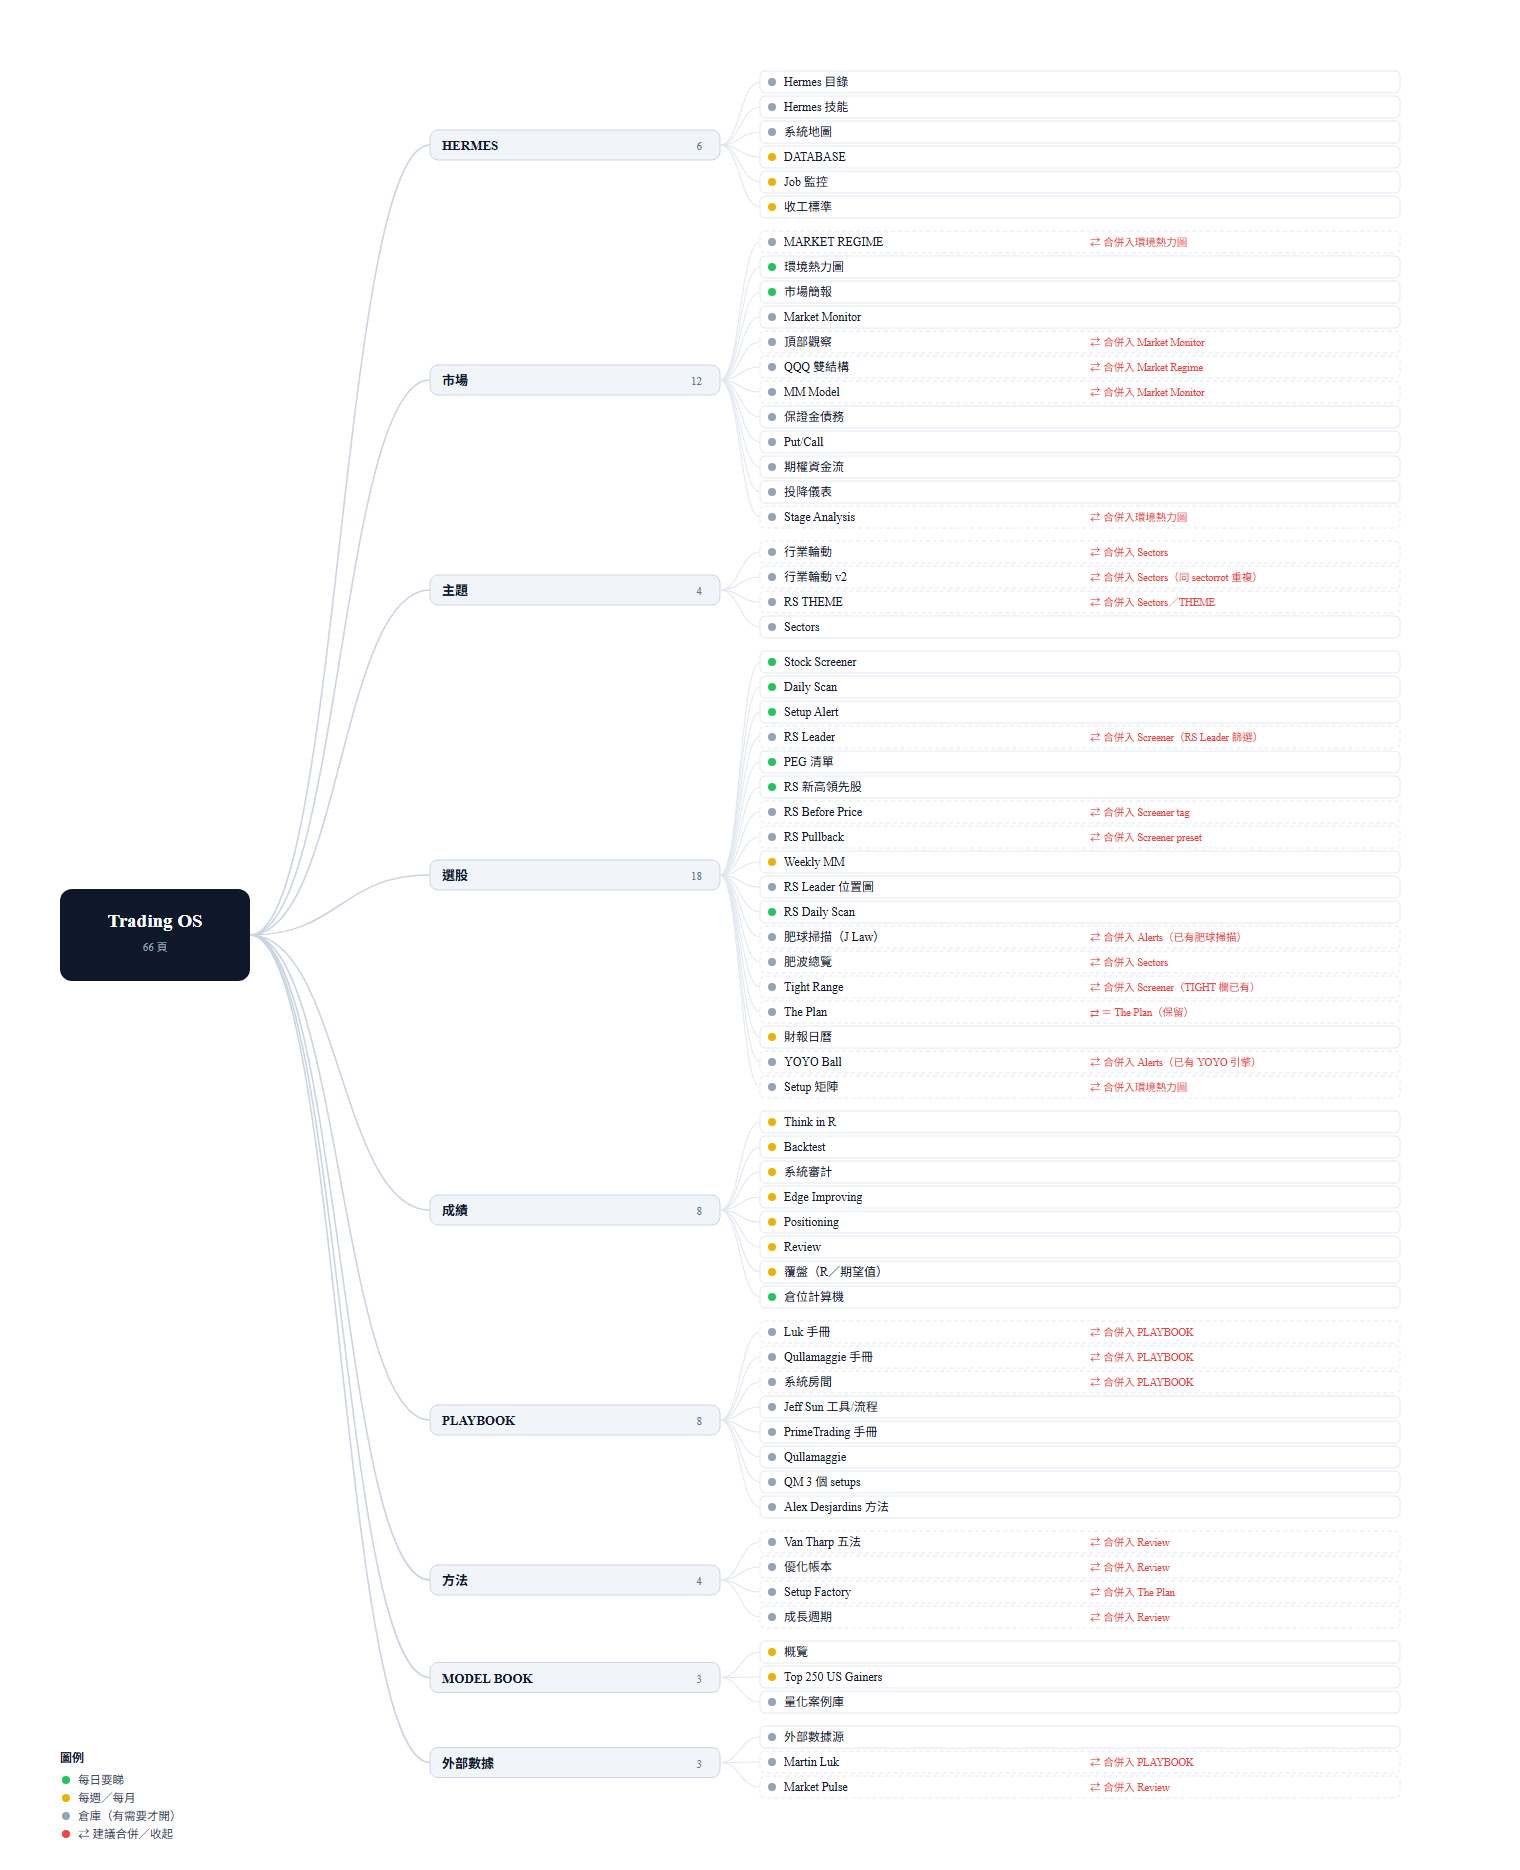 Trading OS
66 頁
HERMES 6
Hermes 目錄
Hermes 技能
系統地圖
DATABASE
Job 監控
收工標準
市場 12
MARKET REGIME ⇄ 合併入環境熱力圖
環境熱力圖
市場簡報
Market Monitor
頂部觀察 ⇄ 合併入 Market Monitor
QQQ 雙結構 ⇄ 合併入 Market Regime
MM Model ⇄ 合併入 Market Monitor
保證金債務
Put/Call
期權資金流
投降儀表
Stage Analysis ⇄ 合併入環境熱力圖
主題 4
行業輪動 ⇄ 合併入 Sectors
行業輪動 v2 ⇄ 合併入 Sectors（同 sectorrot 重複）
RS THEME ⇄ 合併入 Sectors／THEME
Sectors
選股 18
Stock Screener
Daily Scan
Setup Alert
RS Leader ⇄ 合併入 Screener（RS Leader 篩選）
PEG 清單
RS 新高領先股
RS Before Price ⇄ 合併入 Screener tag
RS Pullback ⇄ 合併入 Screener preset
Weekly MM
RS Leader 位置圖
RS Daily Scan
肥球掃描（J Law） ⇄ 合併入 Alerts（已有肥球掃描）
肥波總覽 ⇄ 合併入 Sectors
Tight Range ⇄ 合併入 Screener（TIGHT 欄已有）
The Plan ⇄ ＝ The Plan（保留）
財報日曆
YOYO Ball ⇄ 合併入 Alerts（已有 YOYO 引擎）
Setup 矩陣 ⇄ 合併入環境熱力圖
成績 8
Think in R
Backtest
系統審計
Edge Improving
Positioning
Review
覆盤（R／期望值）
倉位計算機
PLAYBOOK 8
Luk 手冊 ⇄ 合併入 PLAYBOOK
Qullamaggie 手冊 ⇄ 合併入 PLAYBOOK
系統房間 ⇄ 合併入 PLAYBOOK
Jeff Sun 工具/流程
PrimeTrading 手冊
Qullamaggie
QM 3 個 setups
Alex Desjardins 方法
方法 4
Van Tharp 五法 ⇄ 合併入 Review
優化帳本 ⇄ 合併入 Review
Setup Factory ⇄ 合併入 The Plan
成長週期 ⇄ 合併入 Review
MODEL BOOK 3
概覽
Top 250 US Gainers
量化案例庫
外部數據 3
外部數據源
Martin Luk ⇄ 合併入 PLAYBOOK
Market Pulse ⇄ 合併入 Review
圖例
每日要睇
每週／每月
倉庫（有需要才開）
⇄ 建議合併／收起